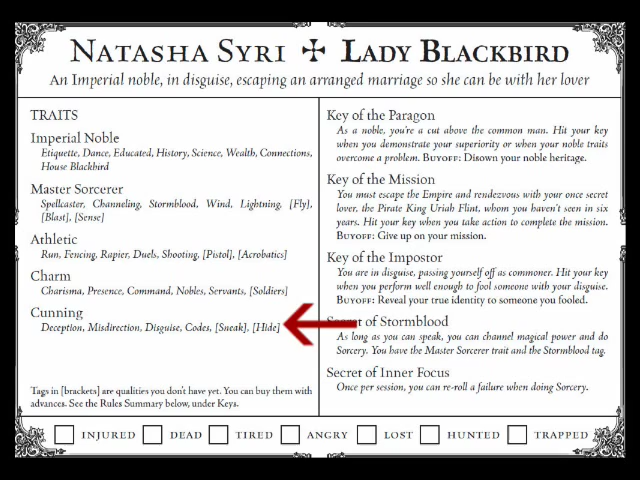 NATASHA SYRI ✠ LADY BLACKBIRD
An Imperial noble, in disguise, escaping an arranged marriage so she can be with her lover
TRAITS
Imperial Noble
Etiquette, Dance, Educated, History, Science, Wealth, Connections,
House Blackbird
Master Sorcerer
Spellcaster, Channeling, Stormblood, Wind, Lightning, [Fly],
[Blast], [Sense]
Athletic
Run, Fencing, Rapier, Duels, Shooting, [Pistol], [Acrobatics]
Charm
Charisma, Presence, Command, Nobles, Servants, [Soldiers]
Cunning
Deception, Misdirection, Disguise, Codes, [Sneak], [Hide]
Tags in [brackets] are qualities you don't have yet. You can buy them with
advances. See the Rules Summary below, under Keys.
Key of the Paragon
As a noble, you're a cut above the common man. Hit your key
when you demonstrate your superiority or when your noble traits
overcome a problem. BUYOFF: Disown your noble heritage.
Key of the Mission
You must escape the Empire and rendezvous with your once secret
lover, the Pirate King Uriah Flint, whom you haven't seen in six
years. Hit your key when you take action to complete the mission.
BUYOFF: Give up on your mission.
Key of the Impostor
You are in disguise, passing yourself off as commoner. Hit your key
when you perform well enough to fool someone with your disguise.
BUYOFF: Reveal your true identity to someone you fooled.
Secret of Stormblood
As long as you can speak, you can channel magical power and do
Sorcery. You have the Master Sorcerer trait and the Stormblood tag.
Secret of Inner Focus
Once per session, you can re-roll a failure when doing Sorcery.
INJURED DEAD TIRED ANGRY LOST HUNTED TRAPPED